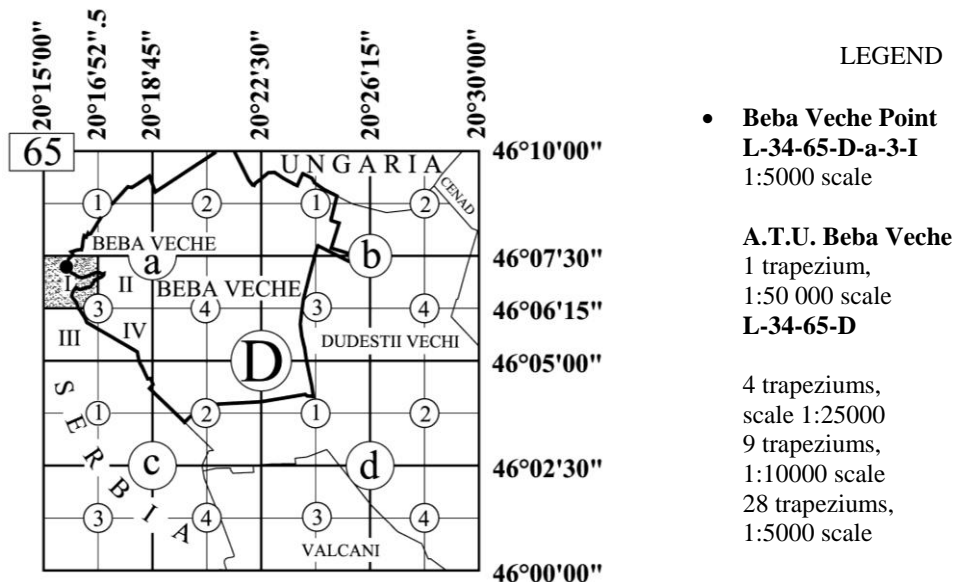 20°15'00"
20°16'52".5
20°18'45"
20°22'30"
20°26'15"
20°30'00"
65
46°10'00"
UNGARIA
CENAD
1
2
1
2
BEBA VECHE
a
b
46°07'30"
I
II
BEBA VECHE
3
4
3
4
46°06'15"
III
IV
DUDESTII VECHI
D
46°05'00"
SERBIA
1
2
1
2
c
d
46°02'30"
3
4
3
4
VALCANI
46°00'00"
LEGEND
• Beba Veche Point
L-34-65-D-a-3-I
1:5000 scale
A.T.U. Beba Veche
1 trapezium,
1:50 000 scale
L-34-65-D
4 trapeziums,
scale 1:25000
9 trapeziums,
1:10000 scale
28 trapeziums,
1:5000 scale